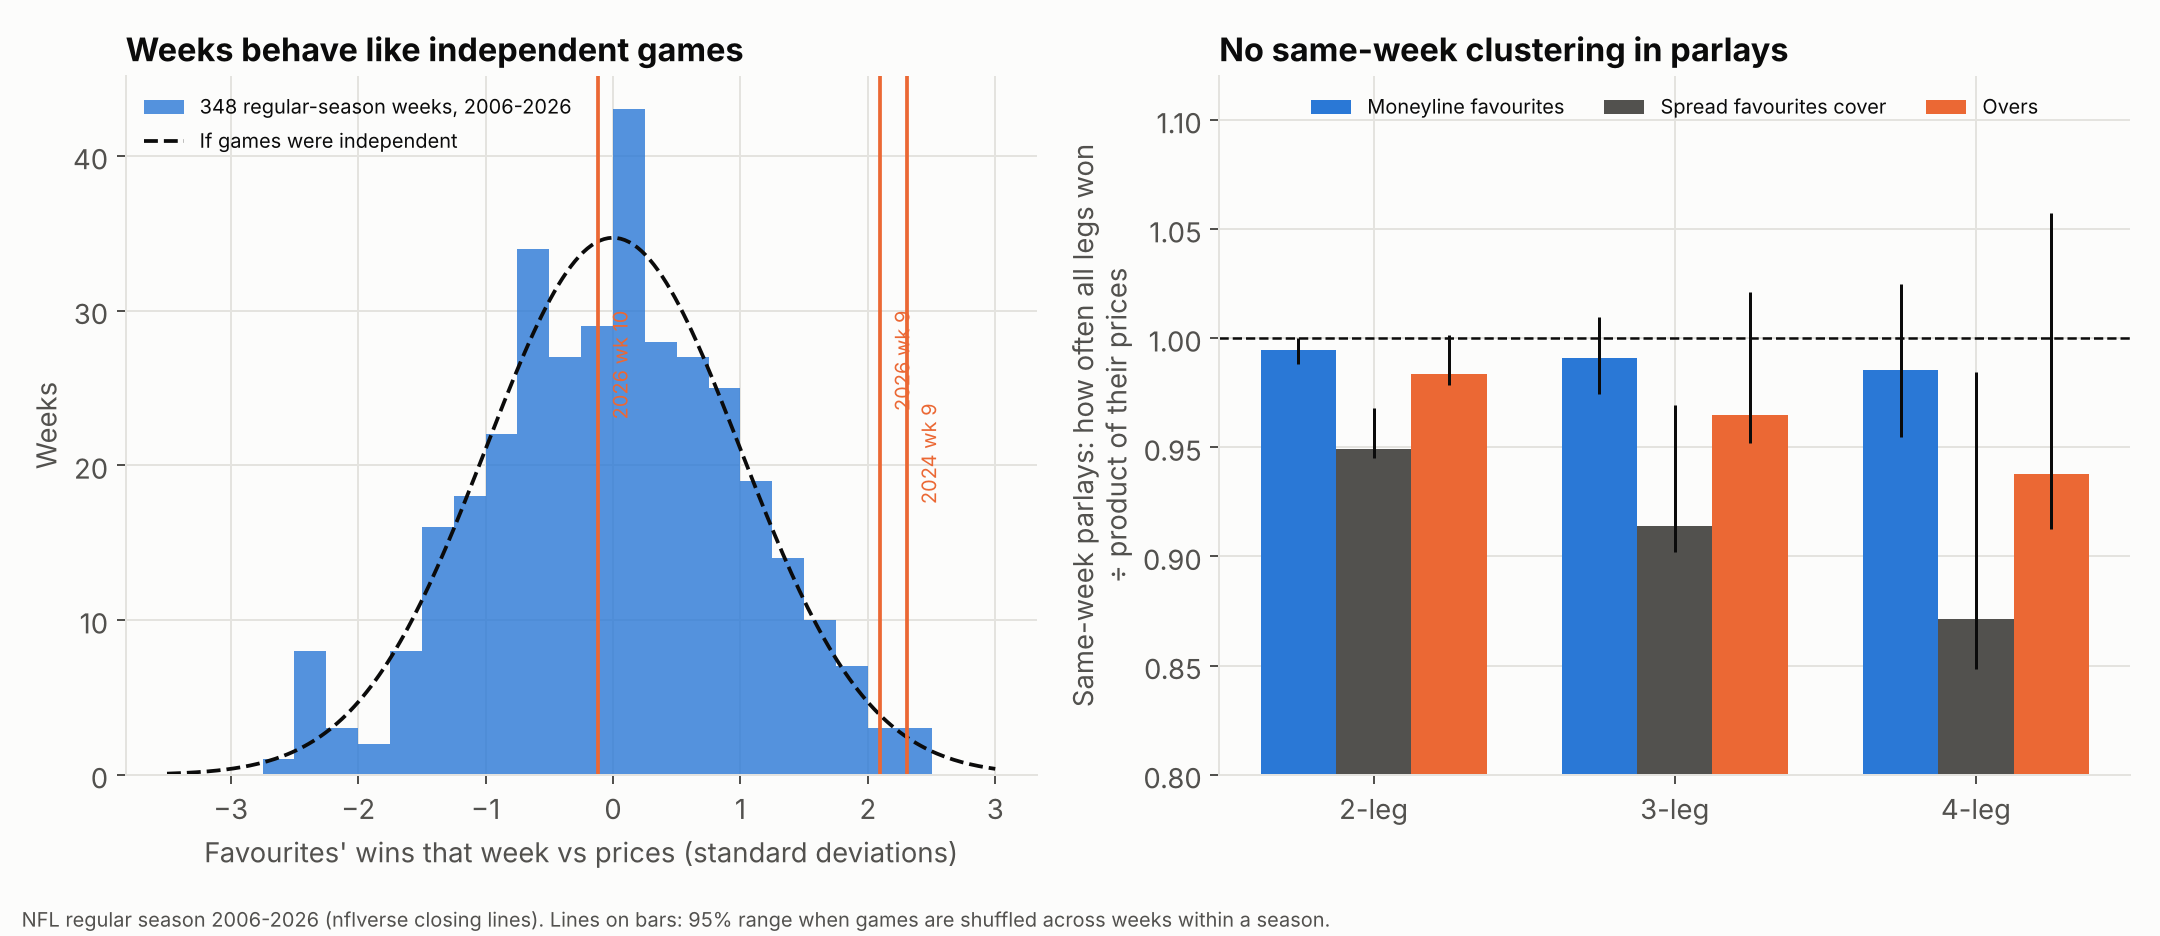 Weeks behave like independent games
348 regular-season weeks, 2006-2026
If games were independent
40
30
20
10
0
Weeks
2026 wk 10
2026 wk 9
2024 wk 9
−3
−2
−1
0
1
2
3
Favourites' wins that week vs prices (standard deviations)
No same-week clustering in parlays
Moneyline favourites
Spread favourites cover
Overs
Same-week parlays: how often all legs won
÷ product of their prices
1.10
1.05
1.00
0.95
0.90
0.85
0.80
2-leg
3-leg
4-leg
NFL regular season 2006-2026 (nflverse closing lines). Lines on bars: 95% range when games are shuffled across weeks within a season.